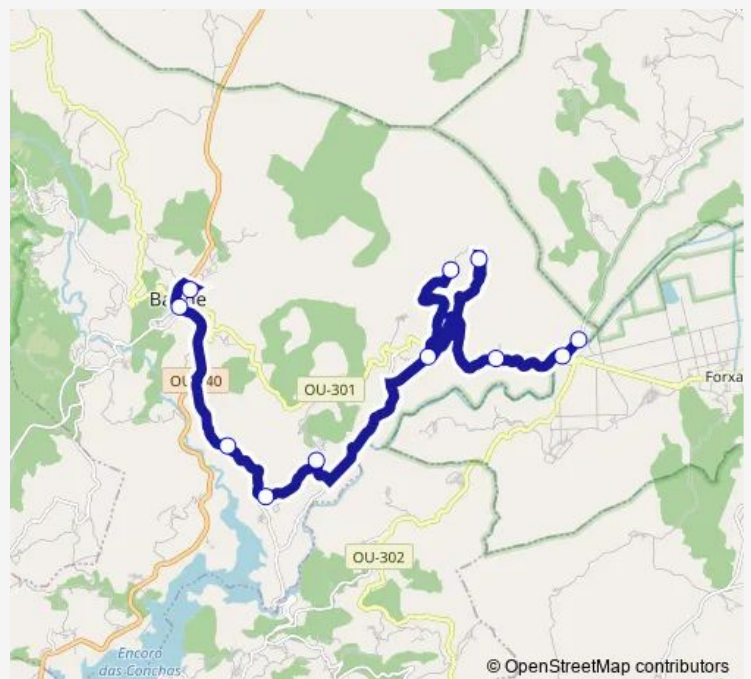 OU-301
Forxa
OU-302
Encoro
das Conchas
© OpenStreetMap contributors